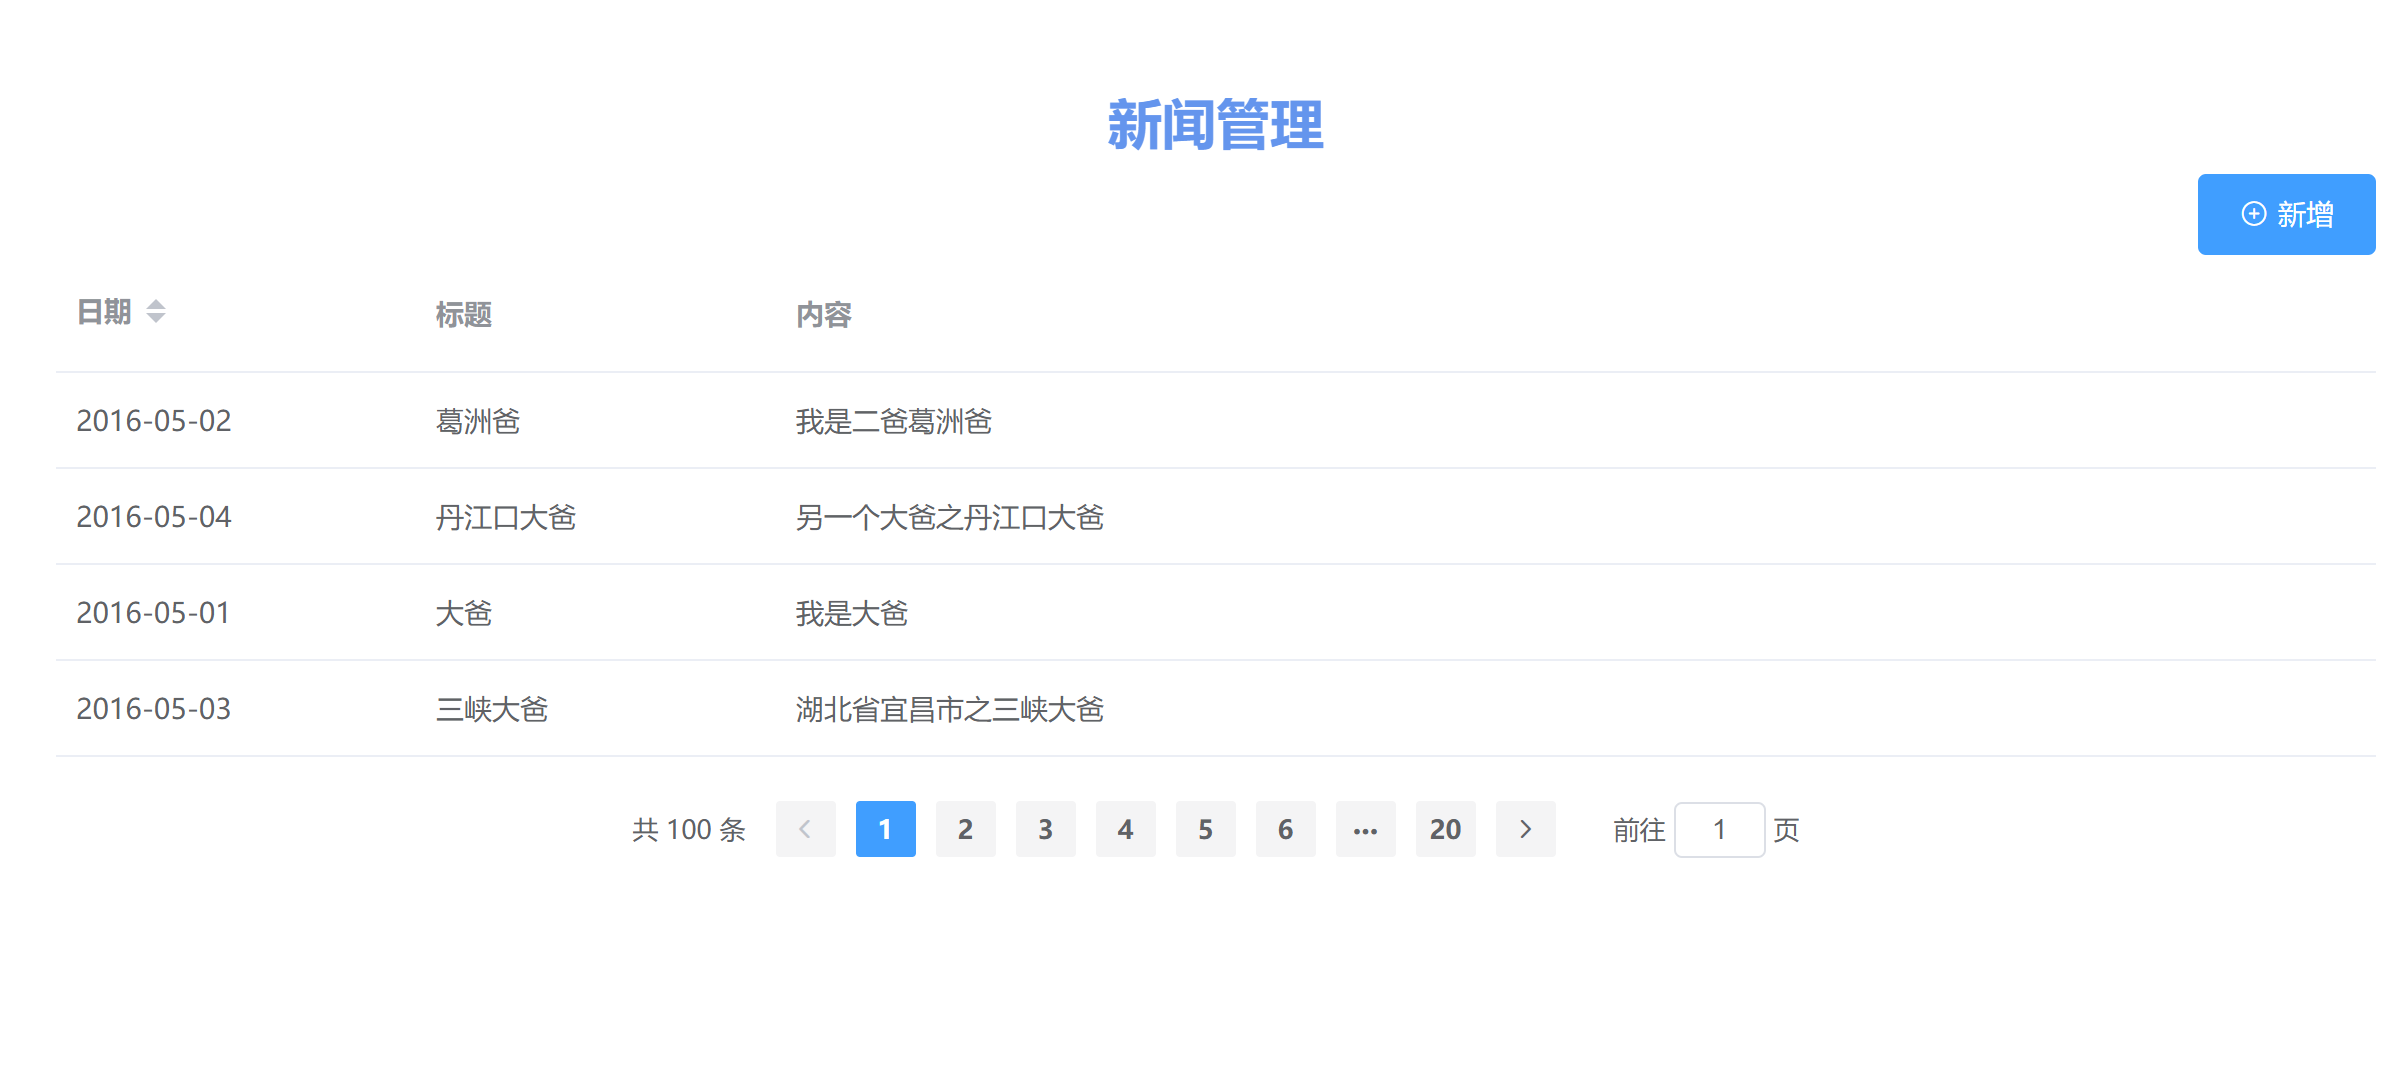 新闻管理
新增
日期 标题 内容
2016-05-02 葛洲爸 我是二爸葛洲爸
2016-05-04 丹江口大爸 另一个大爸之丹江口大爸
2016-05-01 大爸 我是大爸
2016-05-03 三峡大爸 湖北省宜昌市之三峡大爸
共 100 条 1 2 3 4 5 6 ••• 20 前往 1 页